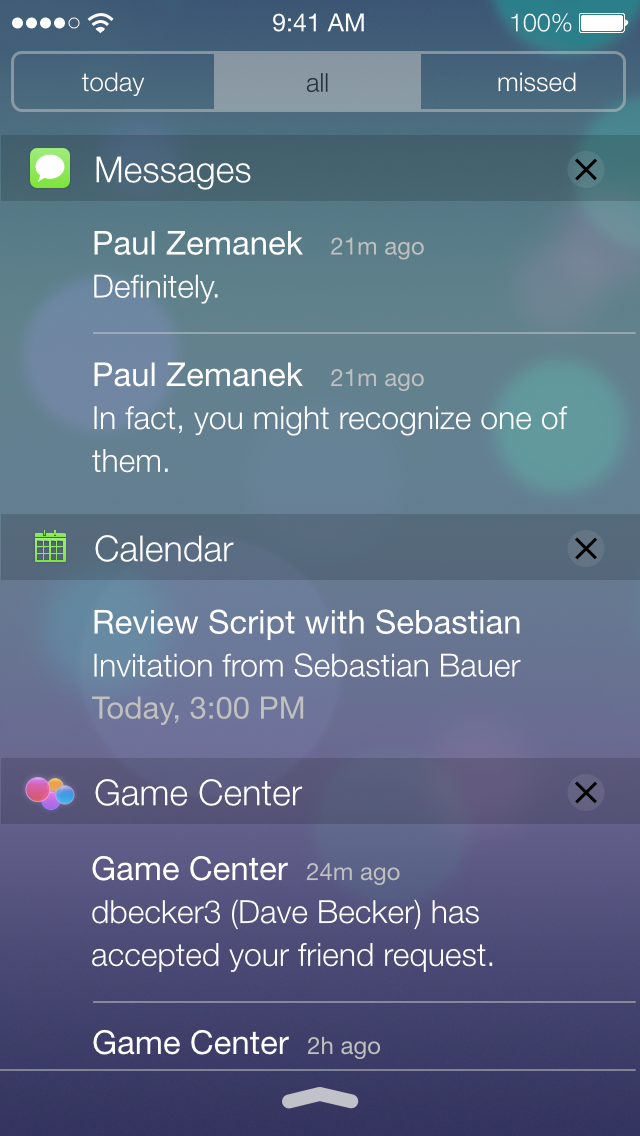 9:41 AM 100%
today all missed
Messages
Paul Zemanek 21m ago
Definitely.
Paul Zemanek 21m ago
In fact, you might recognize one of
them.
Calendar
Review Script with Sebastian
Invitation from Sebastian Bauer
Today, 3:00 PM
Game Center
Game Center 24m ago
dbecker3 (Dave Becker) has
accepted your friend request.
Game Center 2h ago